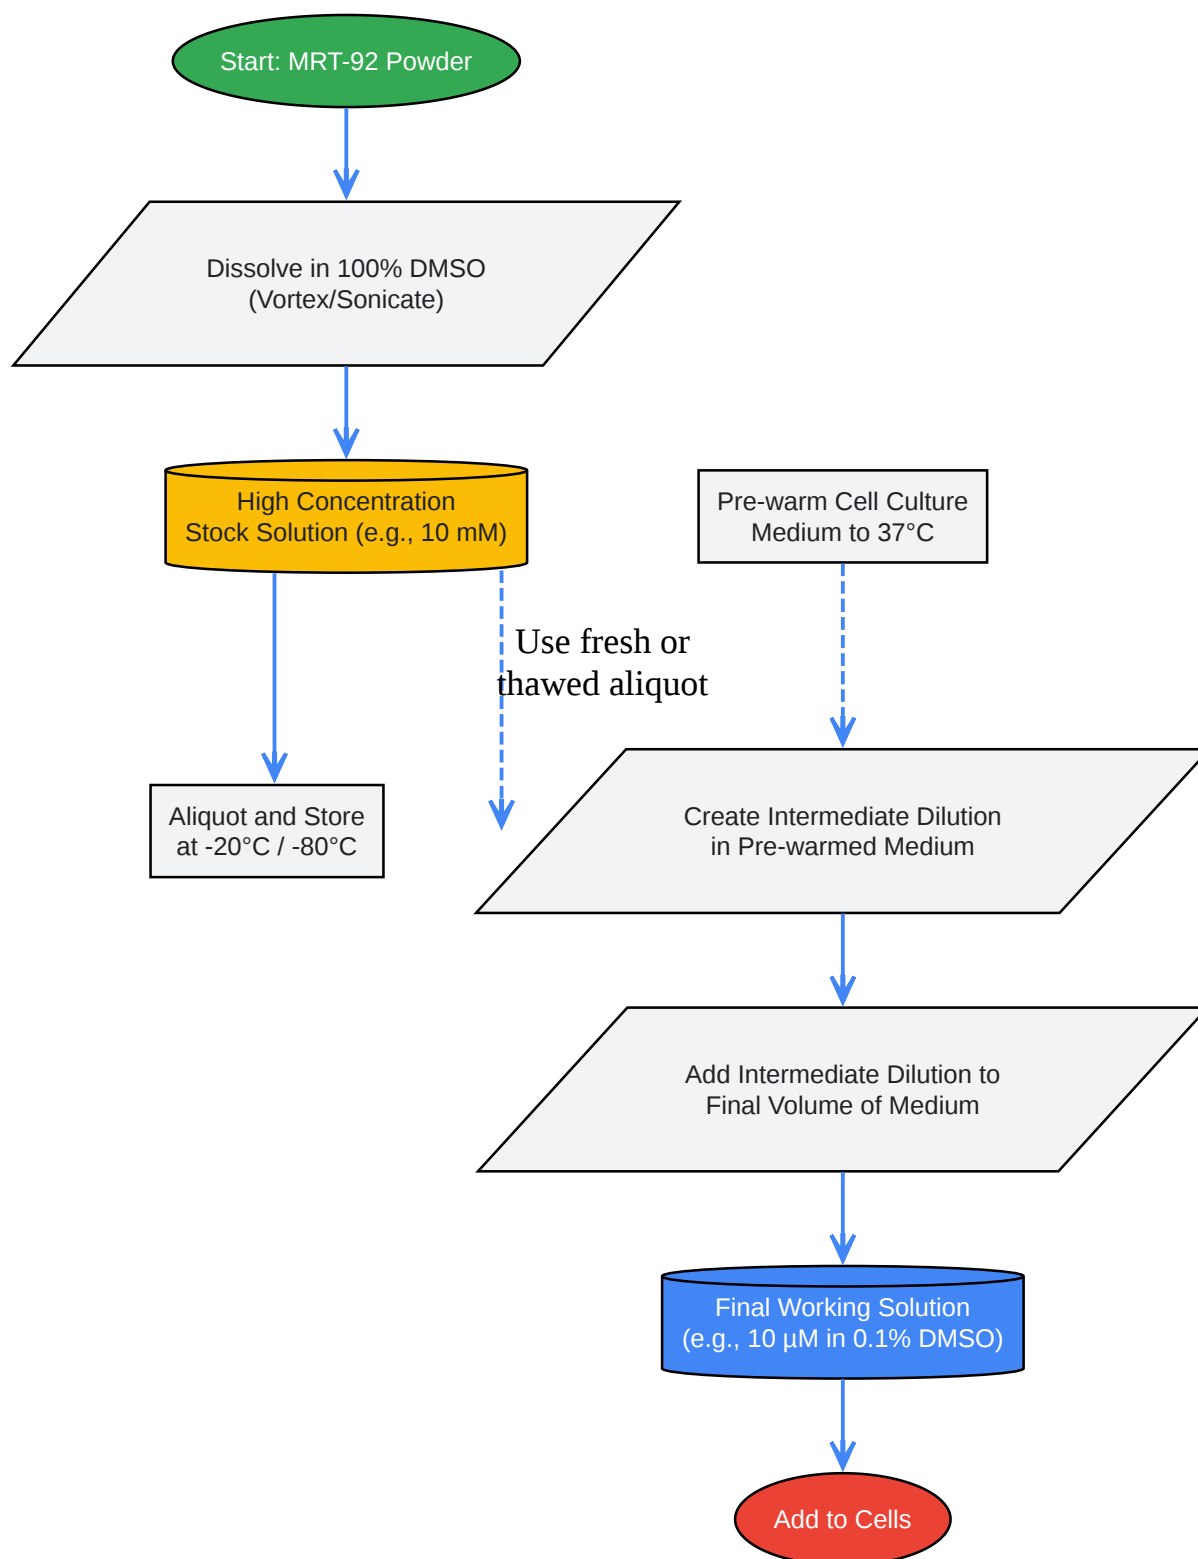 Start: MRT-92 Powder
Dissolve in 100% DMSO
(Vortex/Sonicate)
High Concentration
Stock Solution (e.g., 10 mM)
Pre-warm Cell Culture
Medium to 37°C
Use fresh or
thawed aliquot
Aliquot and Store
at -20°C / -80°C
Create Intermediate Dilution
in Pre-warmed Medium
Add Intermediate Dilution to
Final Volume of Medium
Final Working Solution
(e.g., 10 µM in 0.1% DMSO)
Add to Cells